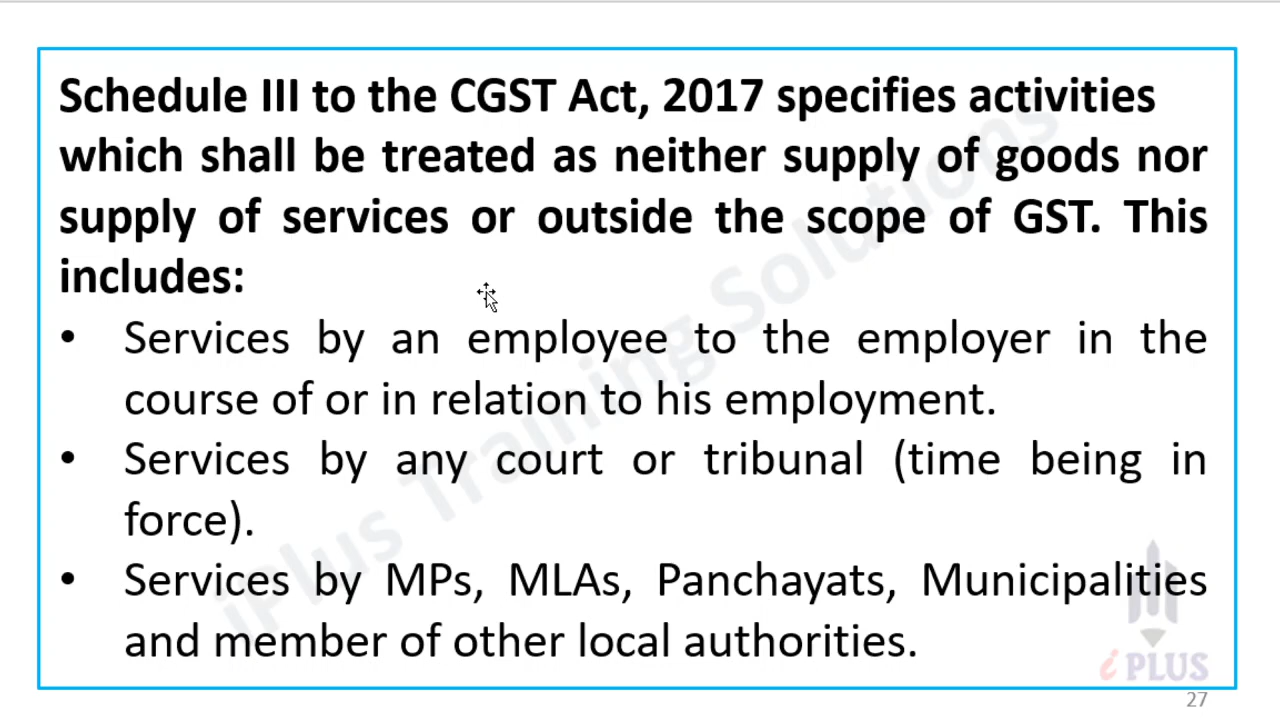 Schedule III to the CGST Act, 2017 specifies activities
which shall be treated as neither supply of goods nor
supply of services or outside the scope of GST. This
includes:
• Services by an employee to the employer in the
course of or in relation to his employment.
• Services by any court or tribunal (time being in
force).
• Services by MPs, MLAs, Panchayats, Municipalities
and member of other local authorities.
iPlus Training Solutions
i PLUS
27